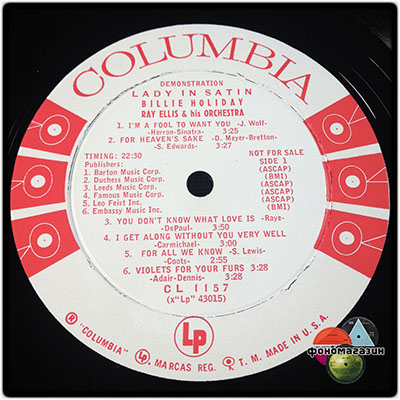 COLUMBIA
DEMONSTRATION
LADY IN SATIN
BILLIE HOLIDAY
RAY ELLIS & his ORCHESTRA
1. I'M A FOOL TO WANT YOU -J. Wolf-
Herron-Sinatra- 3:25
2. FOR HEAVEN'S SAKE -D. Meyer-Bretton-
S. Edwards- 3:27
TIMING: 22:30 NOT FOR SALE
Publishers: SIDE 1
1. Barton Music Corp. (ASCAP)
2. Duchess Music Corp. (BMI)
3. Leeds Music Corp. (ASCAP)
4. Famous Music Corp. (ASCAP)
5. Leo Feist Inc. (ASCAP)
6. Embassy Music Inc. (BMI)
3. YOU DON'T KNOW WHAT LOVE IS -Raye-
DePaul- 3:50
4. I GET ALONG WITHOUT YOU VERY WELL
-Carmichael- 3:00
5. FOR ALL WE KNOW -S. Lewis-
-Coots- 2:55
6. VIOLETS FOR YOUR FURS 3:28
-Adair-Dennis- 3:28
CL 1157
(x"Lp" 43015)
Lp
® "COLUMBIA" , Lp MARCAS REG. ® T. M. MADE IN U. S. A.
фономагазин